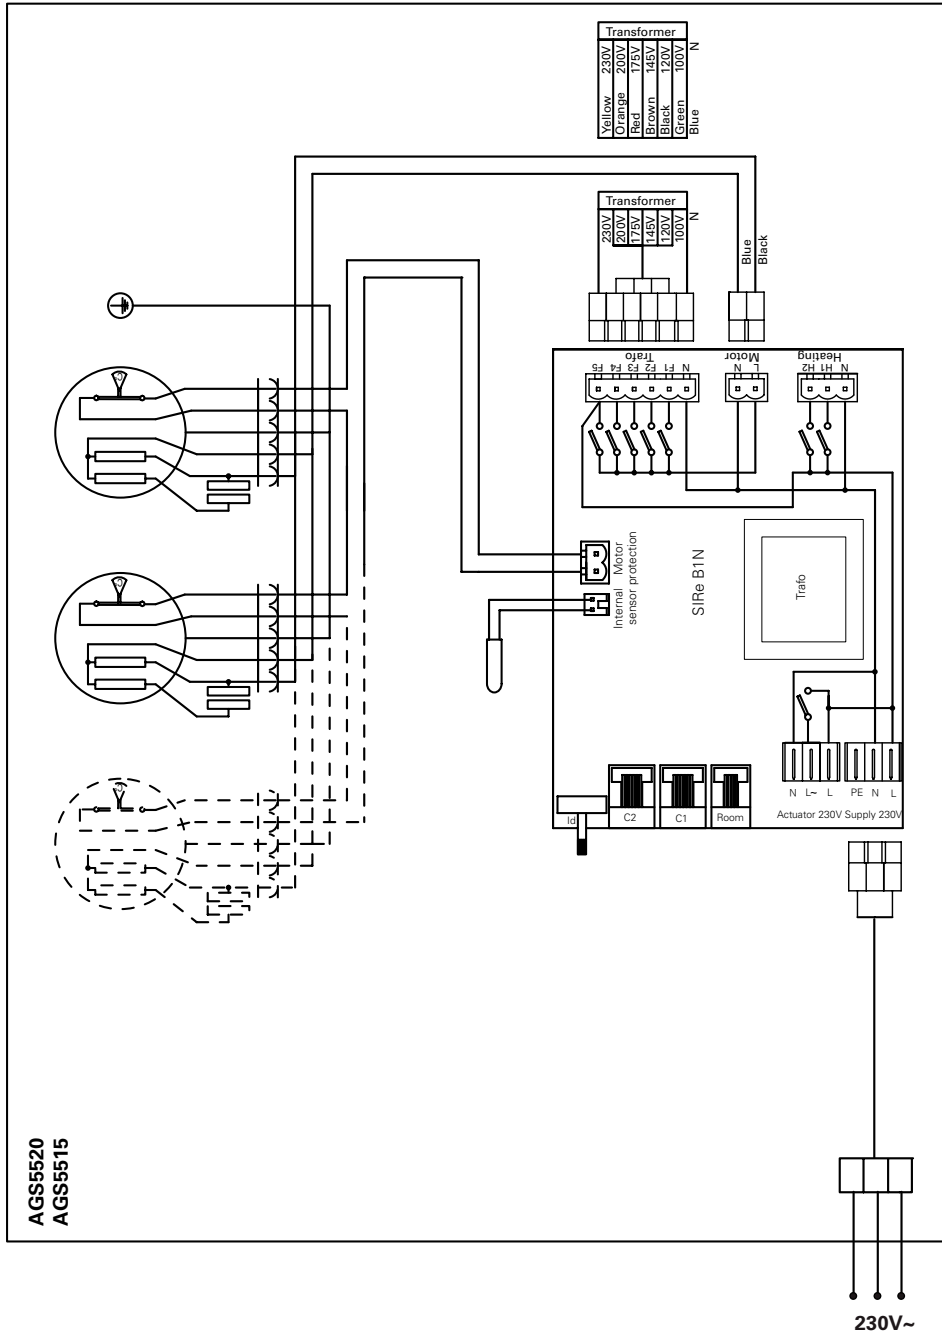 Transformer
Yellow 230V
Orange 200V
Red 175V
Brown 145V
Black 120V
Green 100V
Blue N
Transformer
230V
200V
175V
145V
120V
100V
N
Blue
Black
Trafo
F5
F4
F3
F2
F1
N
Motor
N
L
Heating
H2
H1
N
Internal Motor
sensor protection
SIRe B1N
Trafo
Id
C2
C1
Room
N L~ L PE N L
Actuator 230V Supply 230V
AGS5520
AGS5515
230V~